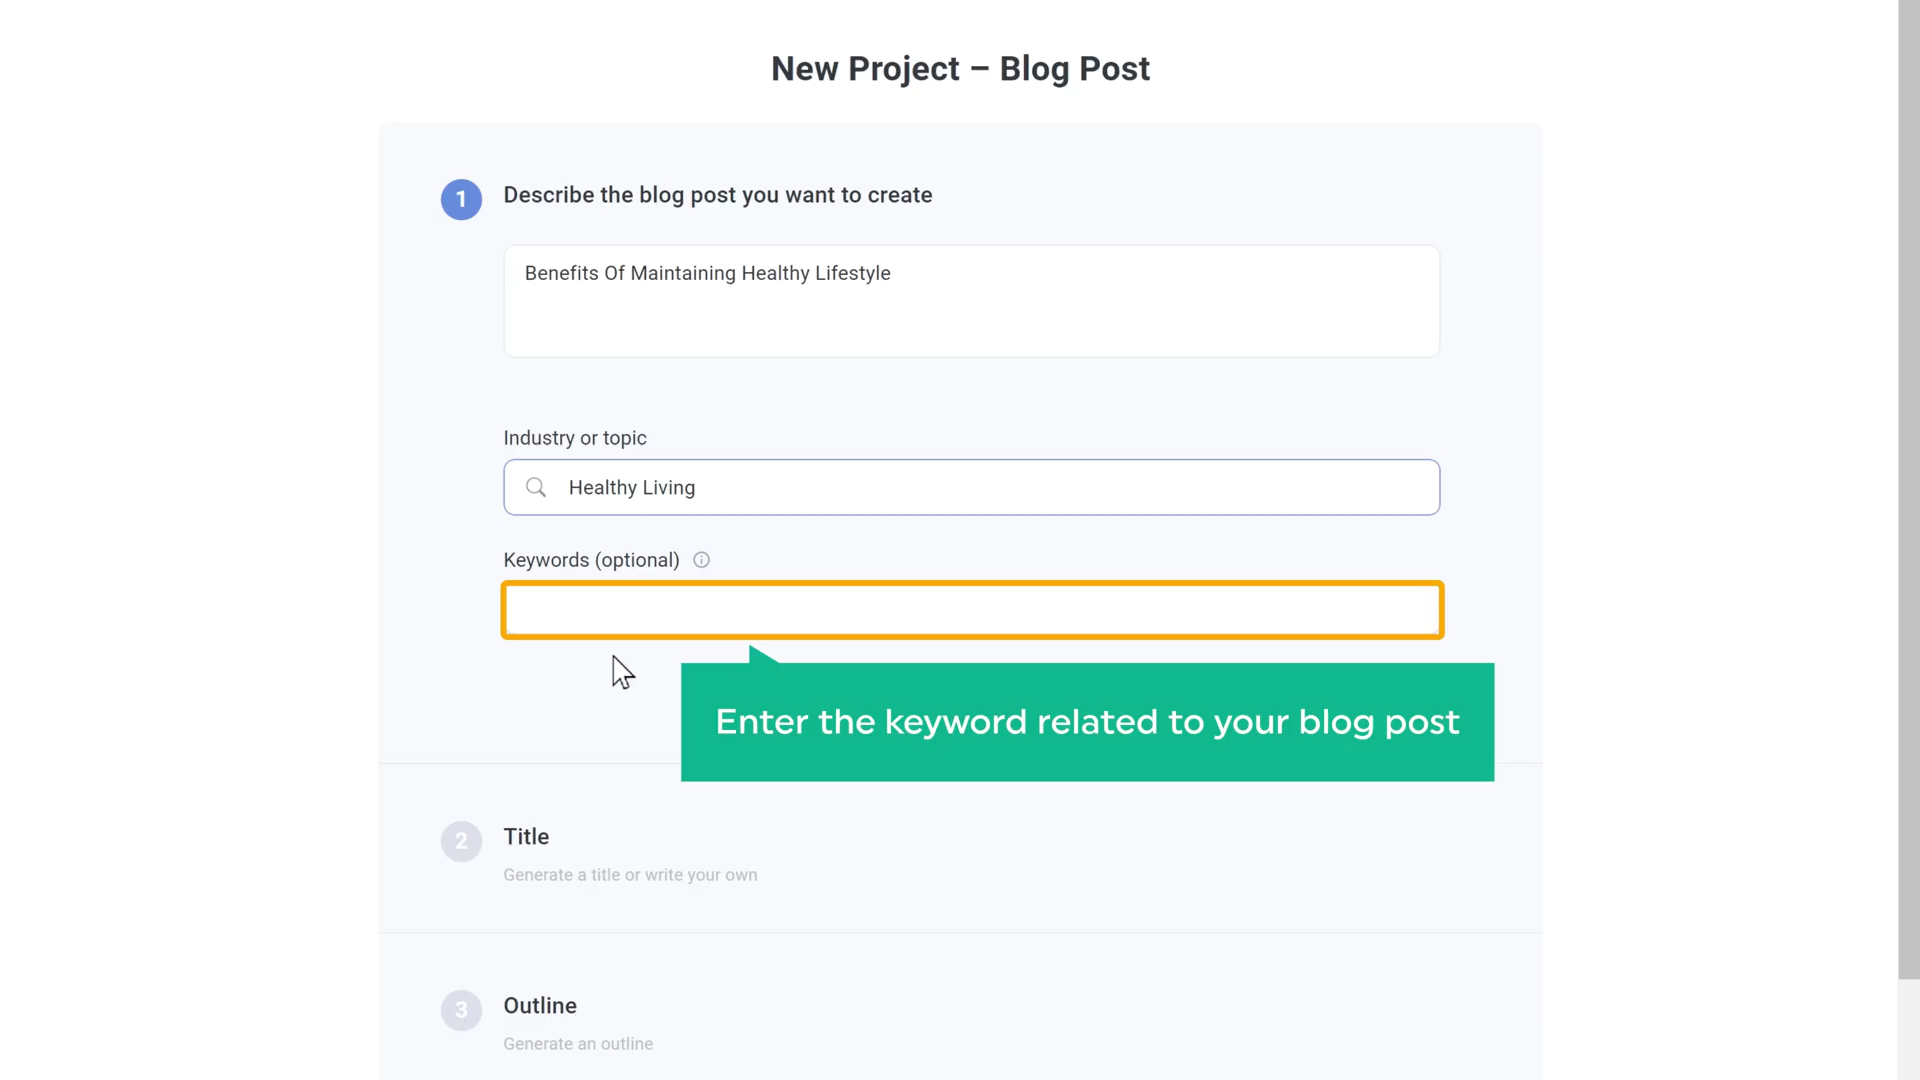 New Project – Blog Post
1
Describe the blog post you want to create
Benefits Of Maintaining Healthy Lifestyle
Industry or topic
Healthy Living
Keywords (optional)
Enter the keyword related to your blog post
2
Title
Generate a title or write your own
3
Outline
Generate an outline